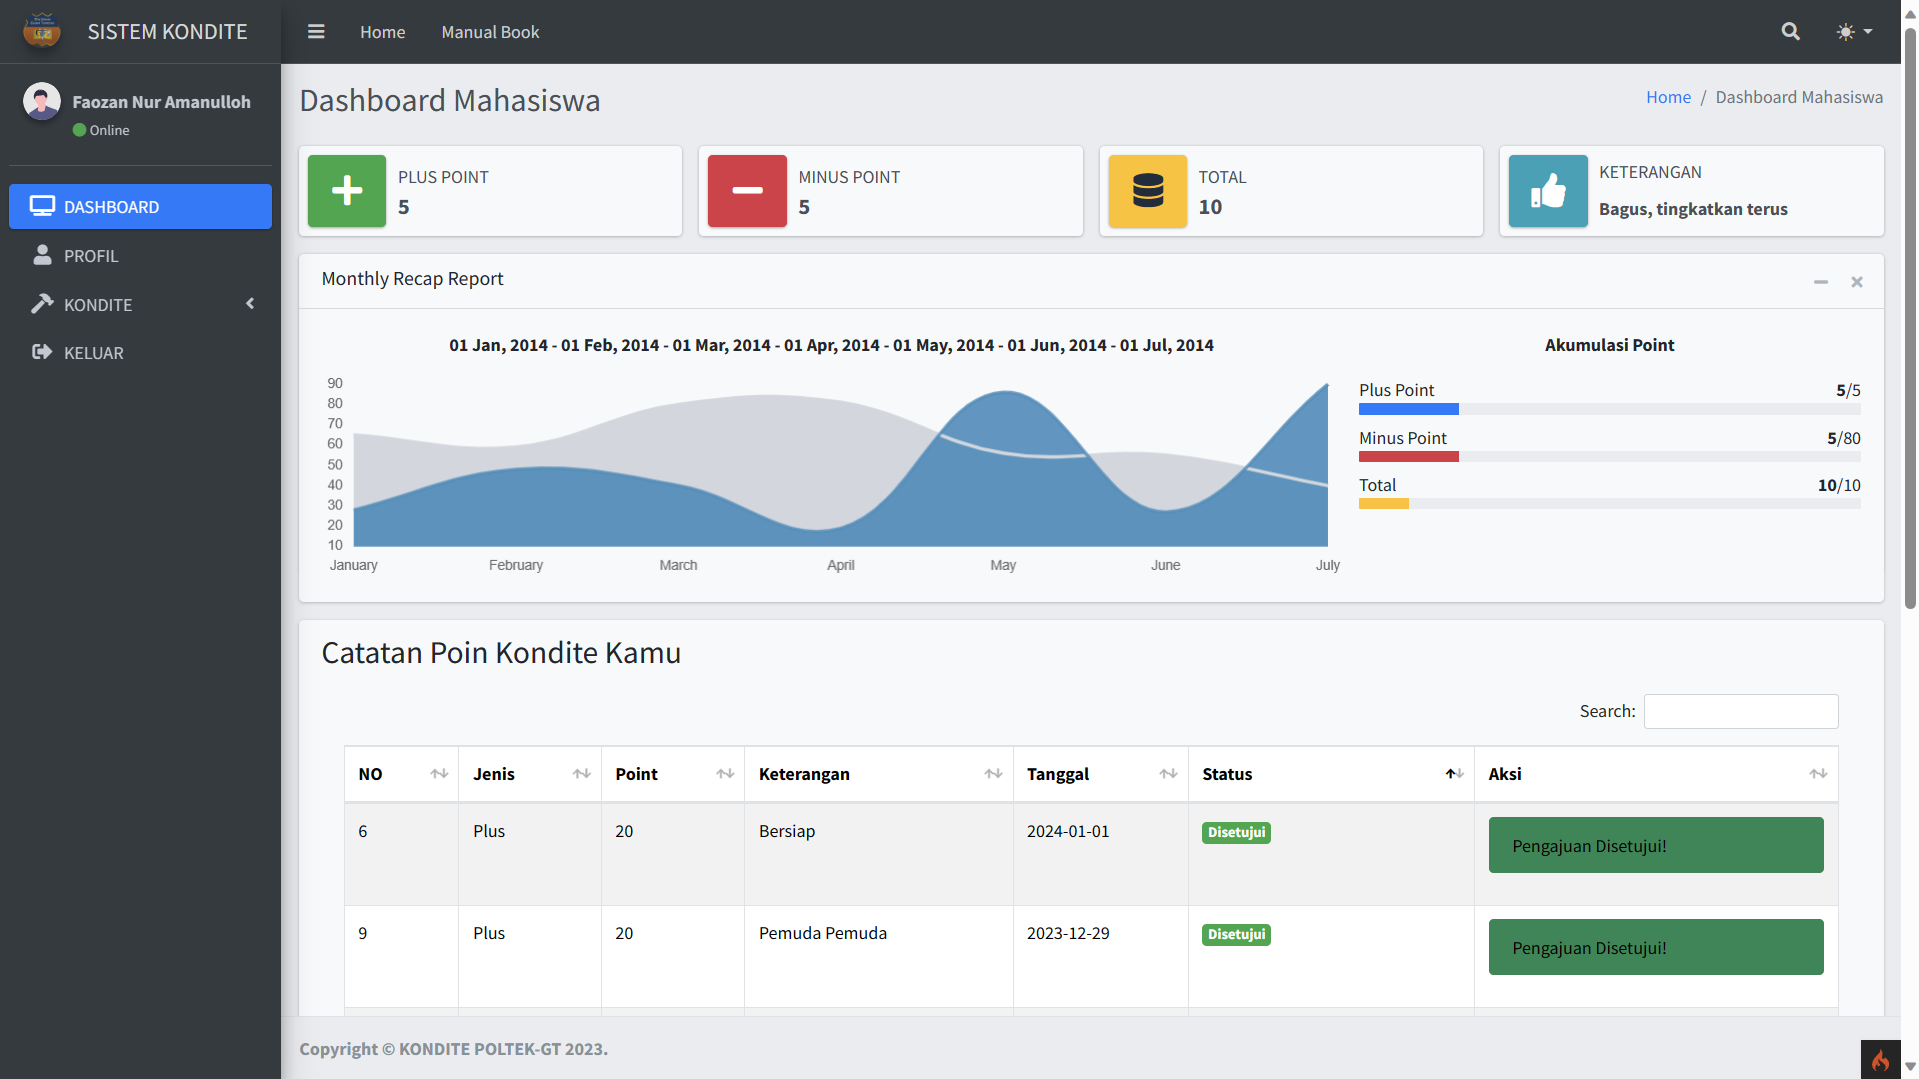 SISTEM KONDITE
Home
Manual Book
Faozan Nur Amanulloh
Online
DASHBOARD
PROFIL
KONDITE
KELUAR
Dashboard Mahasiswa
Home / Dashboard Mahasiswa
PLUS POINT
5
MINUS POINT
5
TOTAL
10
KETERANGAN
Bagus, tingkatkan terus
Monthly Recap Report
01 Jan, 2014 - 01 Feb, 2014 - 01 Mar, 2014 - 01 Apr, 2014 - 01 May, 2014 - 01 Jun, 2014 - 01 Jul, 2014
90
80
70
60
50
40
30
20
10
January February March April May June July
Akumulasi Point
Plus Point 5/5
Minus Point 5/80
Total 10/10
Catatan Poin Kondite Kamu
Search:
NO Jenis Point Keterangan Tanggal Status Aksi
6 Plus 20 Bersiap 2024-01-01 Disetujui Pengajuan Disetujui!
9 Plus 20 Pemuda Pemuda 2023-12-29 Disetujui Pengajuan Disetujui!
Copyright © KONDITE POLTEK-GT 2023.